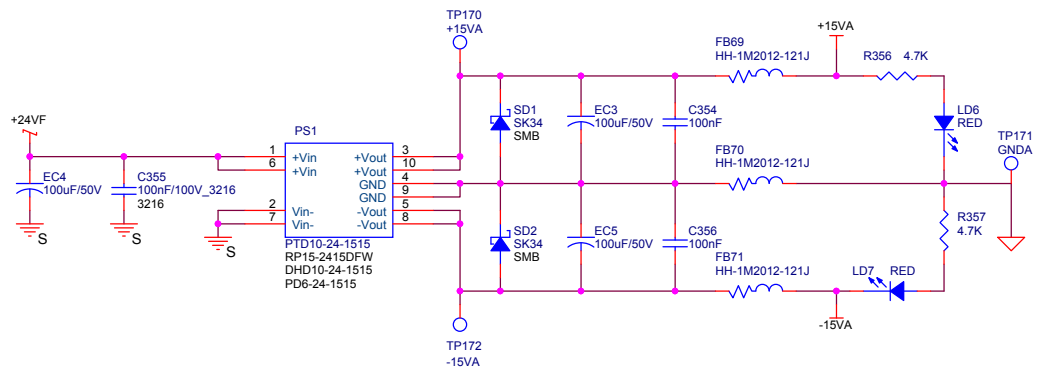 TP170
+15VA
+24VF
EC4
100uF/50V
C355
100nF/100V_3216
3216
S
S
S
PS1
1
+Vin
6
+Vin
2
Vin-
7
Vin-
+Vout
3
+Vout
10
GND
4
GND
9
-Vout
5
-Vout
8
PTD10-24-1515
RP15-2415DFW
DHD10-24-1515
PD6-24-1515
SD1
SK34
SMB
EC3
100uF/50V
C354
100nF
FB69
HH-1M2012-121J
+15VA
R356 4.7K
LD6
RED
TP171
GNDA
FB70
HH-1M2012-121J
SD2
SK34
SMB
EC5
100uF/50V
C356
100nF
FB71
HH-1M2012-121J
R357
4.7K
LD7 RED
-15VA
TP172
-15VA